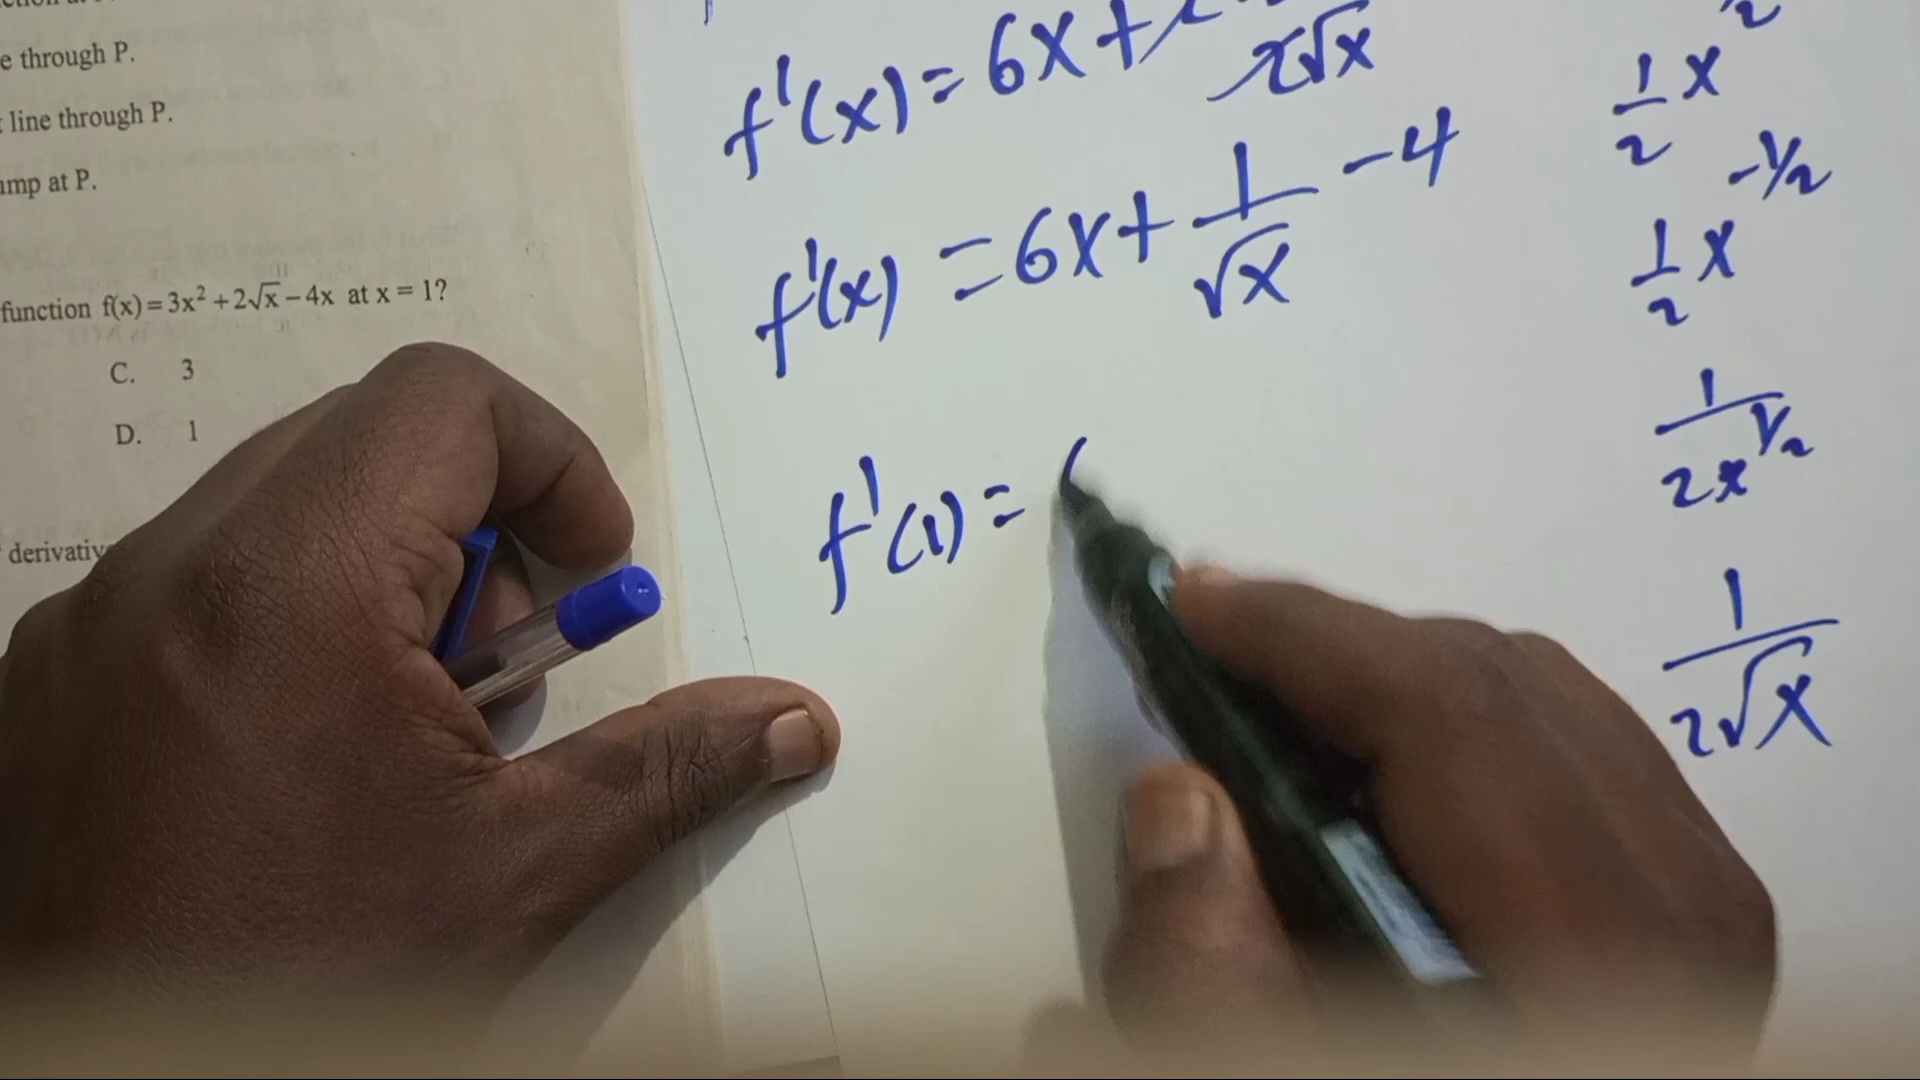 e through P.
line through P.
ump at P.
function f(x) = 3x² + 2√x – 4x at x = 1?
C. 3
D. 1
derivativ
f'(x) = 6x +
2√x
f'(x) = 6x + 1/√x - 4
f'(1) =
1/2 x
1/2 x^-1/2
1/2x^1/2
1/2√x